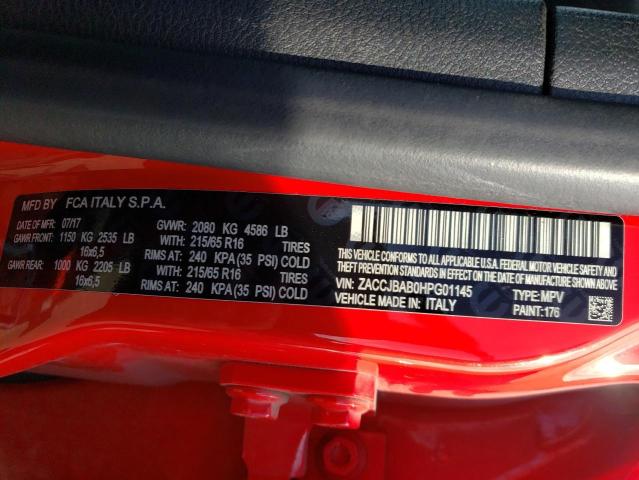 MFD BY FCA ITALY S.P.A.
DATE OF MFR: 07/17 GVWR: 2080 KG 4586 LB
GAWR FRONT: 1150 KG 2535 LB WITH: 215/65 R16 TIRES
16x6,5 RIMS AT: 240 KPA (35 PSI) COLD
GAWR REAR: 1000 KG 2205 LB WITH: 215/65 R16 TIRES
16x6,5 RIMS AT: 240 KPA(35 PSI) COLD
THIS VEHICLE CONFORMS TO ALL APPLICABLE U.S.A. FEDERAL MOTOR VEHICLE SAFETY,
BUMPER, AND THEFT PREVENTION STANDARDS IN EFFECT ON THE DATE OF
MANUFACTURE SHOWN ABOVE.
VIN: ZACCJBAB0HPG01145 TYPE: MPV
VEHICLE MADE IN: ITALY PAINT: 176